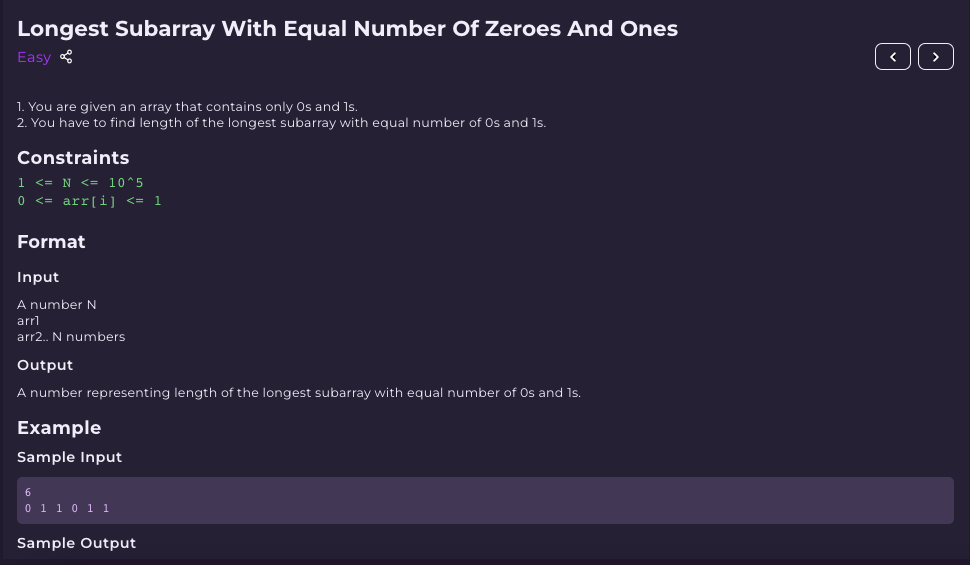 Longest Subarray With Equal Number Of Zeroes And Ones
Easy
1. You are given an array that contains only 0s and 1s.
2. You have to find length of the longest subarray with equal number of 0s and 1s.
Constraints
1 <= N <= 10^5
0 <= arr[i] <= 1
Format
Input
A number N
arr1
arr2.. N numbers
Output
A number representing length of the longest subarray with equal number of 0s and 1s.
Example
Sample Input
6
0 1 1 0 1 1
Sample Output